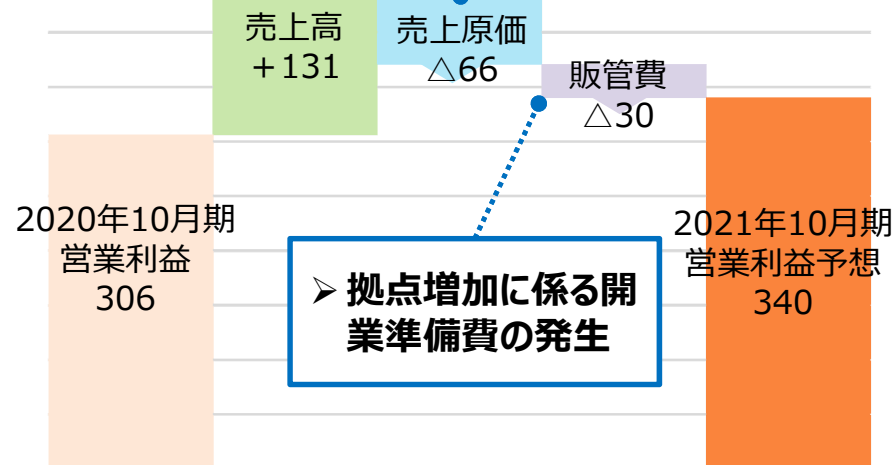 売上高
＋131
売上原価
△66
販管費
△30
2020年10月期
営業利益
306
➢ 拠点増加に係る開
業準備費の発生
2021年10月期
営業利益予想
340